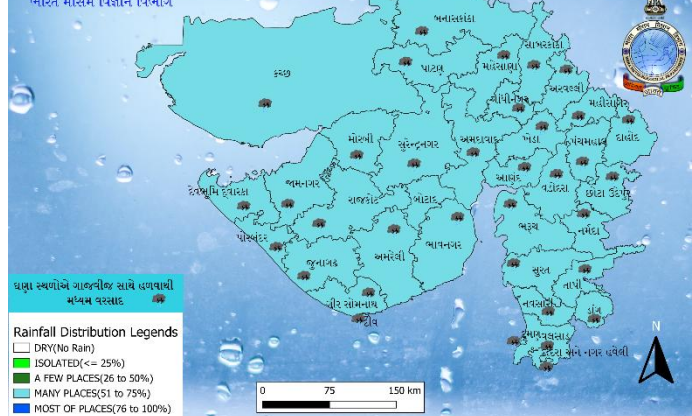 ભારત મૌસમ વિજ્ઞાન વિભાગ
બનાસકાંઠા
સાબરકાંઠા
પાટણ
મહેસાણા
કચ્છ
અરવલ્લી
ગાંધીનગર
મહીસાગર
મોરબી
સુરેન્દ્રનગર
અમદાવાદ
ખેડા
પંચમહાલ
દાહોદ
આણંદ
દેવભૂમિ દ્વારકા
જામનગર
રાજકોટ
બોટાદ
વડોદરા
છોટા ઉદેપુર
ભરૂચ
નર્મદા
પોરબંદર
અમરેલી
ભાવનગર
જુનાગઢ
સુરત
તાપી
ગીર સોમનાથ
દીવ
નવસારી
ડાંગ
દમણ
વલસાડ
દાદરા અને નગર હવેલી
ઘણા સ્થળોએ ગાજવીજ સાથે હળવાથી
મધ્યમ વરસાદ
Rainfall Distribution Legends
DRY(No Rain)
ISOLATED(<= 25%)
A FEW PLACES(26 to 50%)
MANY PLACES(51 to 75%)
MOST OF PLACES(76 to 100%)
0 75 150 km
N